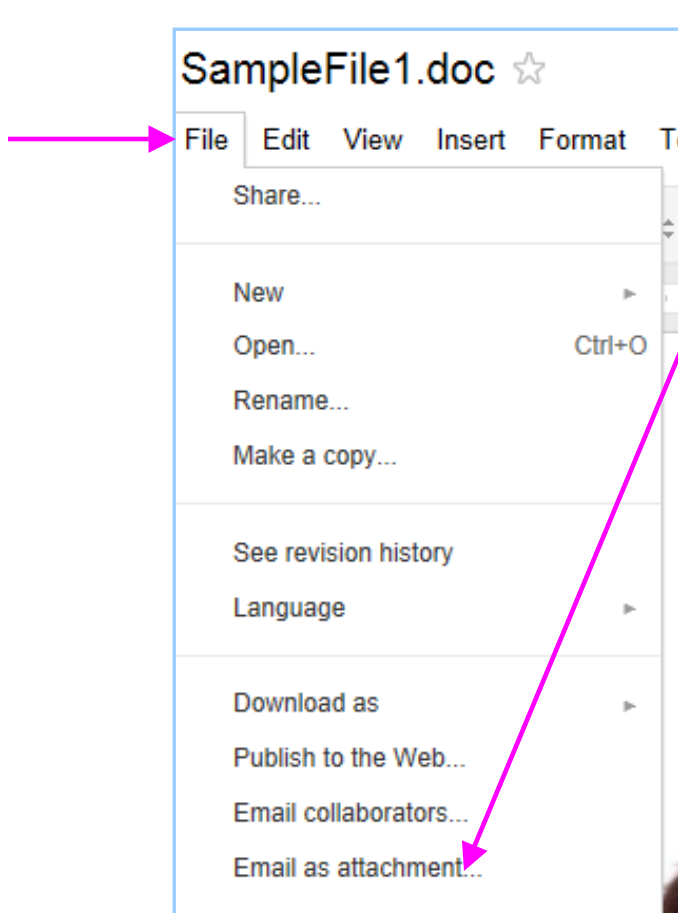 SampleFile1.doc
File Edit View Insert Format
Share...
New
Open... Ctrl+O
Rename...
Make a copy...
See revision history
Language
Download as
Publish to the Web...
Email collaborators...
Email as attachment...